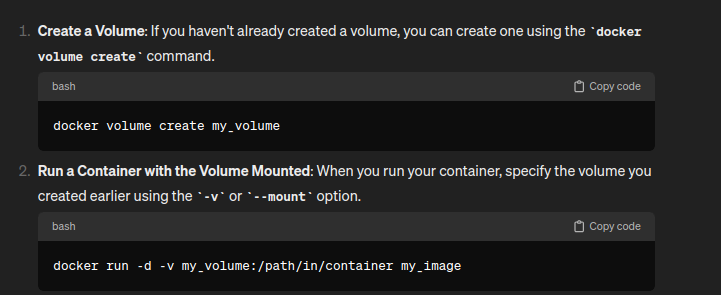 1. Create a Volume: If you haven't already created a volume, you can create one using the `docker
volume create` command.
bash Copy code
docker volume create my_volume
2. Run a Container with the Volume Mounted: When you run your container, specify the volume you
created earlier using the `-v` or `--mount` option.
bash Copy code
docker run -d -v my_volume:/path/in/container my_image